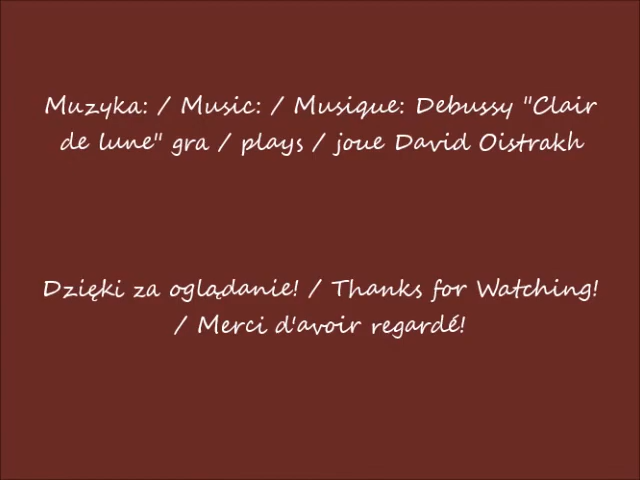 Muzyka: / Music: / Musique: Debussy "Clair
de lune" gra / plays / joue David Oistrakh
Dzięki za oglądanie! / Thanks for Watching!
/ Merci d'avoir regardé!